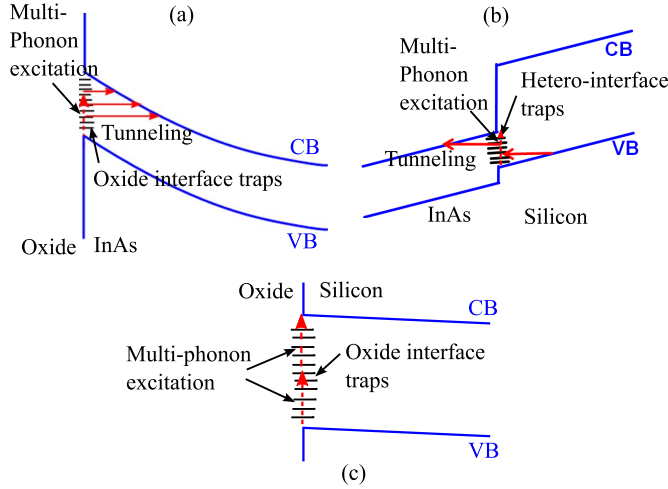 (a)
Multi-
Phonon
excitation
Tunneling
Oxide interface traps
CB
VB
Oxide
InAs
(b)
Multi-
Phonon
excitation
CB
Hetero-interface
traps
VB
Tunneling
InAs
Silicon
Oxide
Silicon
CB
Multi-phonon
excitation
Oxide interface
traps
VB
(c)